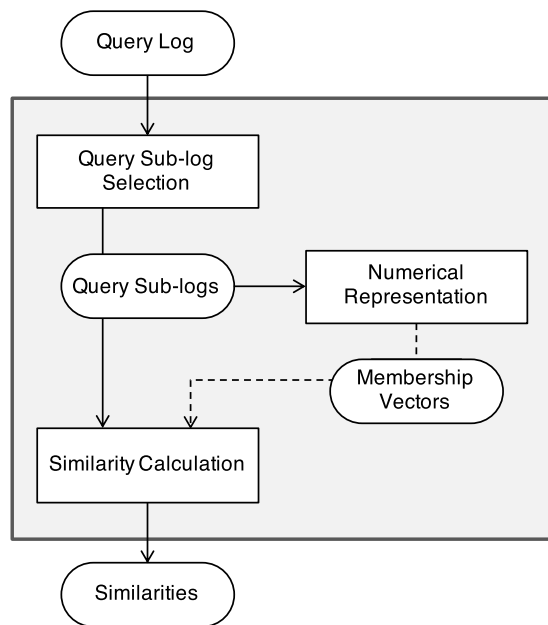 Query Log
Query Sub-log
Selection
Query Sub-logs
Numerical
Representation
Membership
Vectors
Similarity Calculation
Similarities